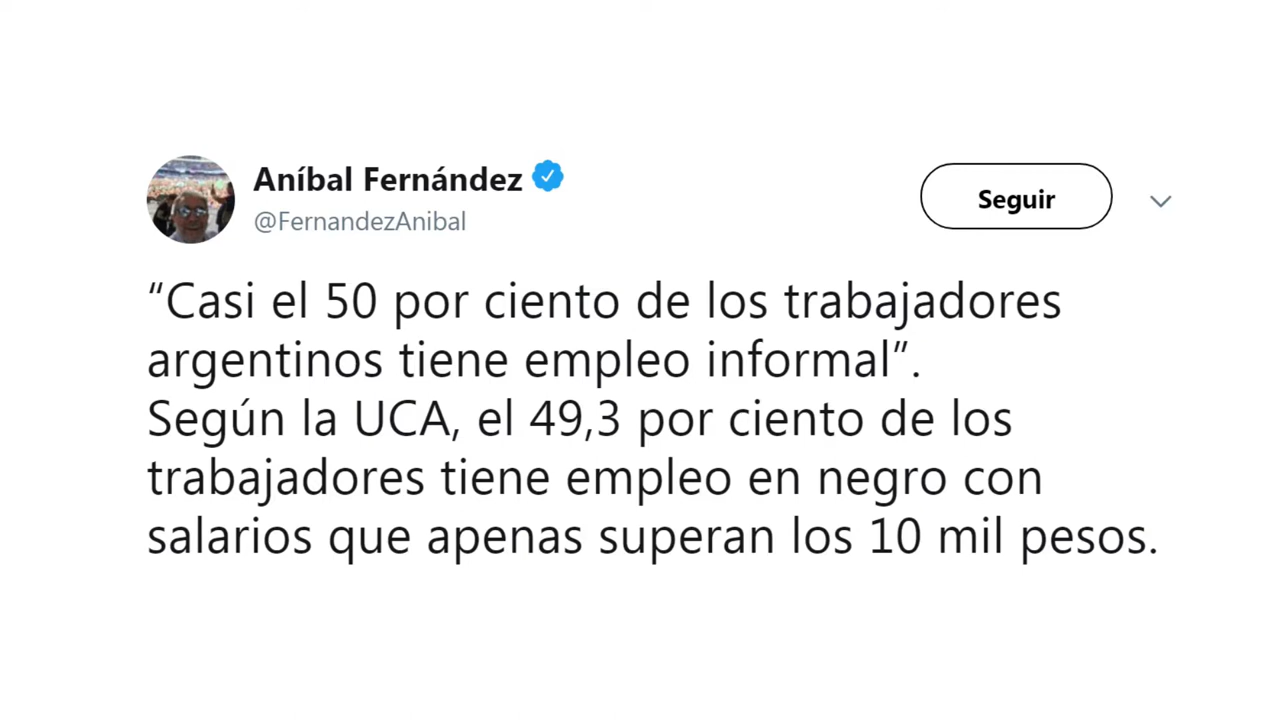 Aníbal Fernández
@FernandezAnibal
Seguir
“Casi el 50 por ciento de los trabajadores
argentinos tiene empleo informal”.
Según la UCA, el 49,3 por ciento de los
trabajadores tiene empleo en negro con
salarios que apenas superan los 10 mil pesos.